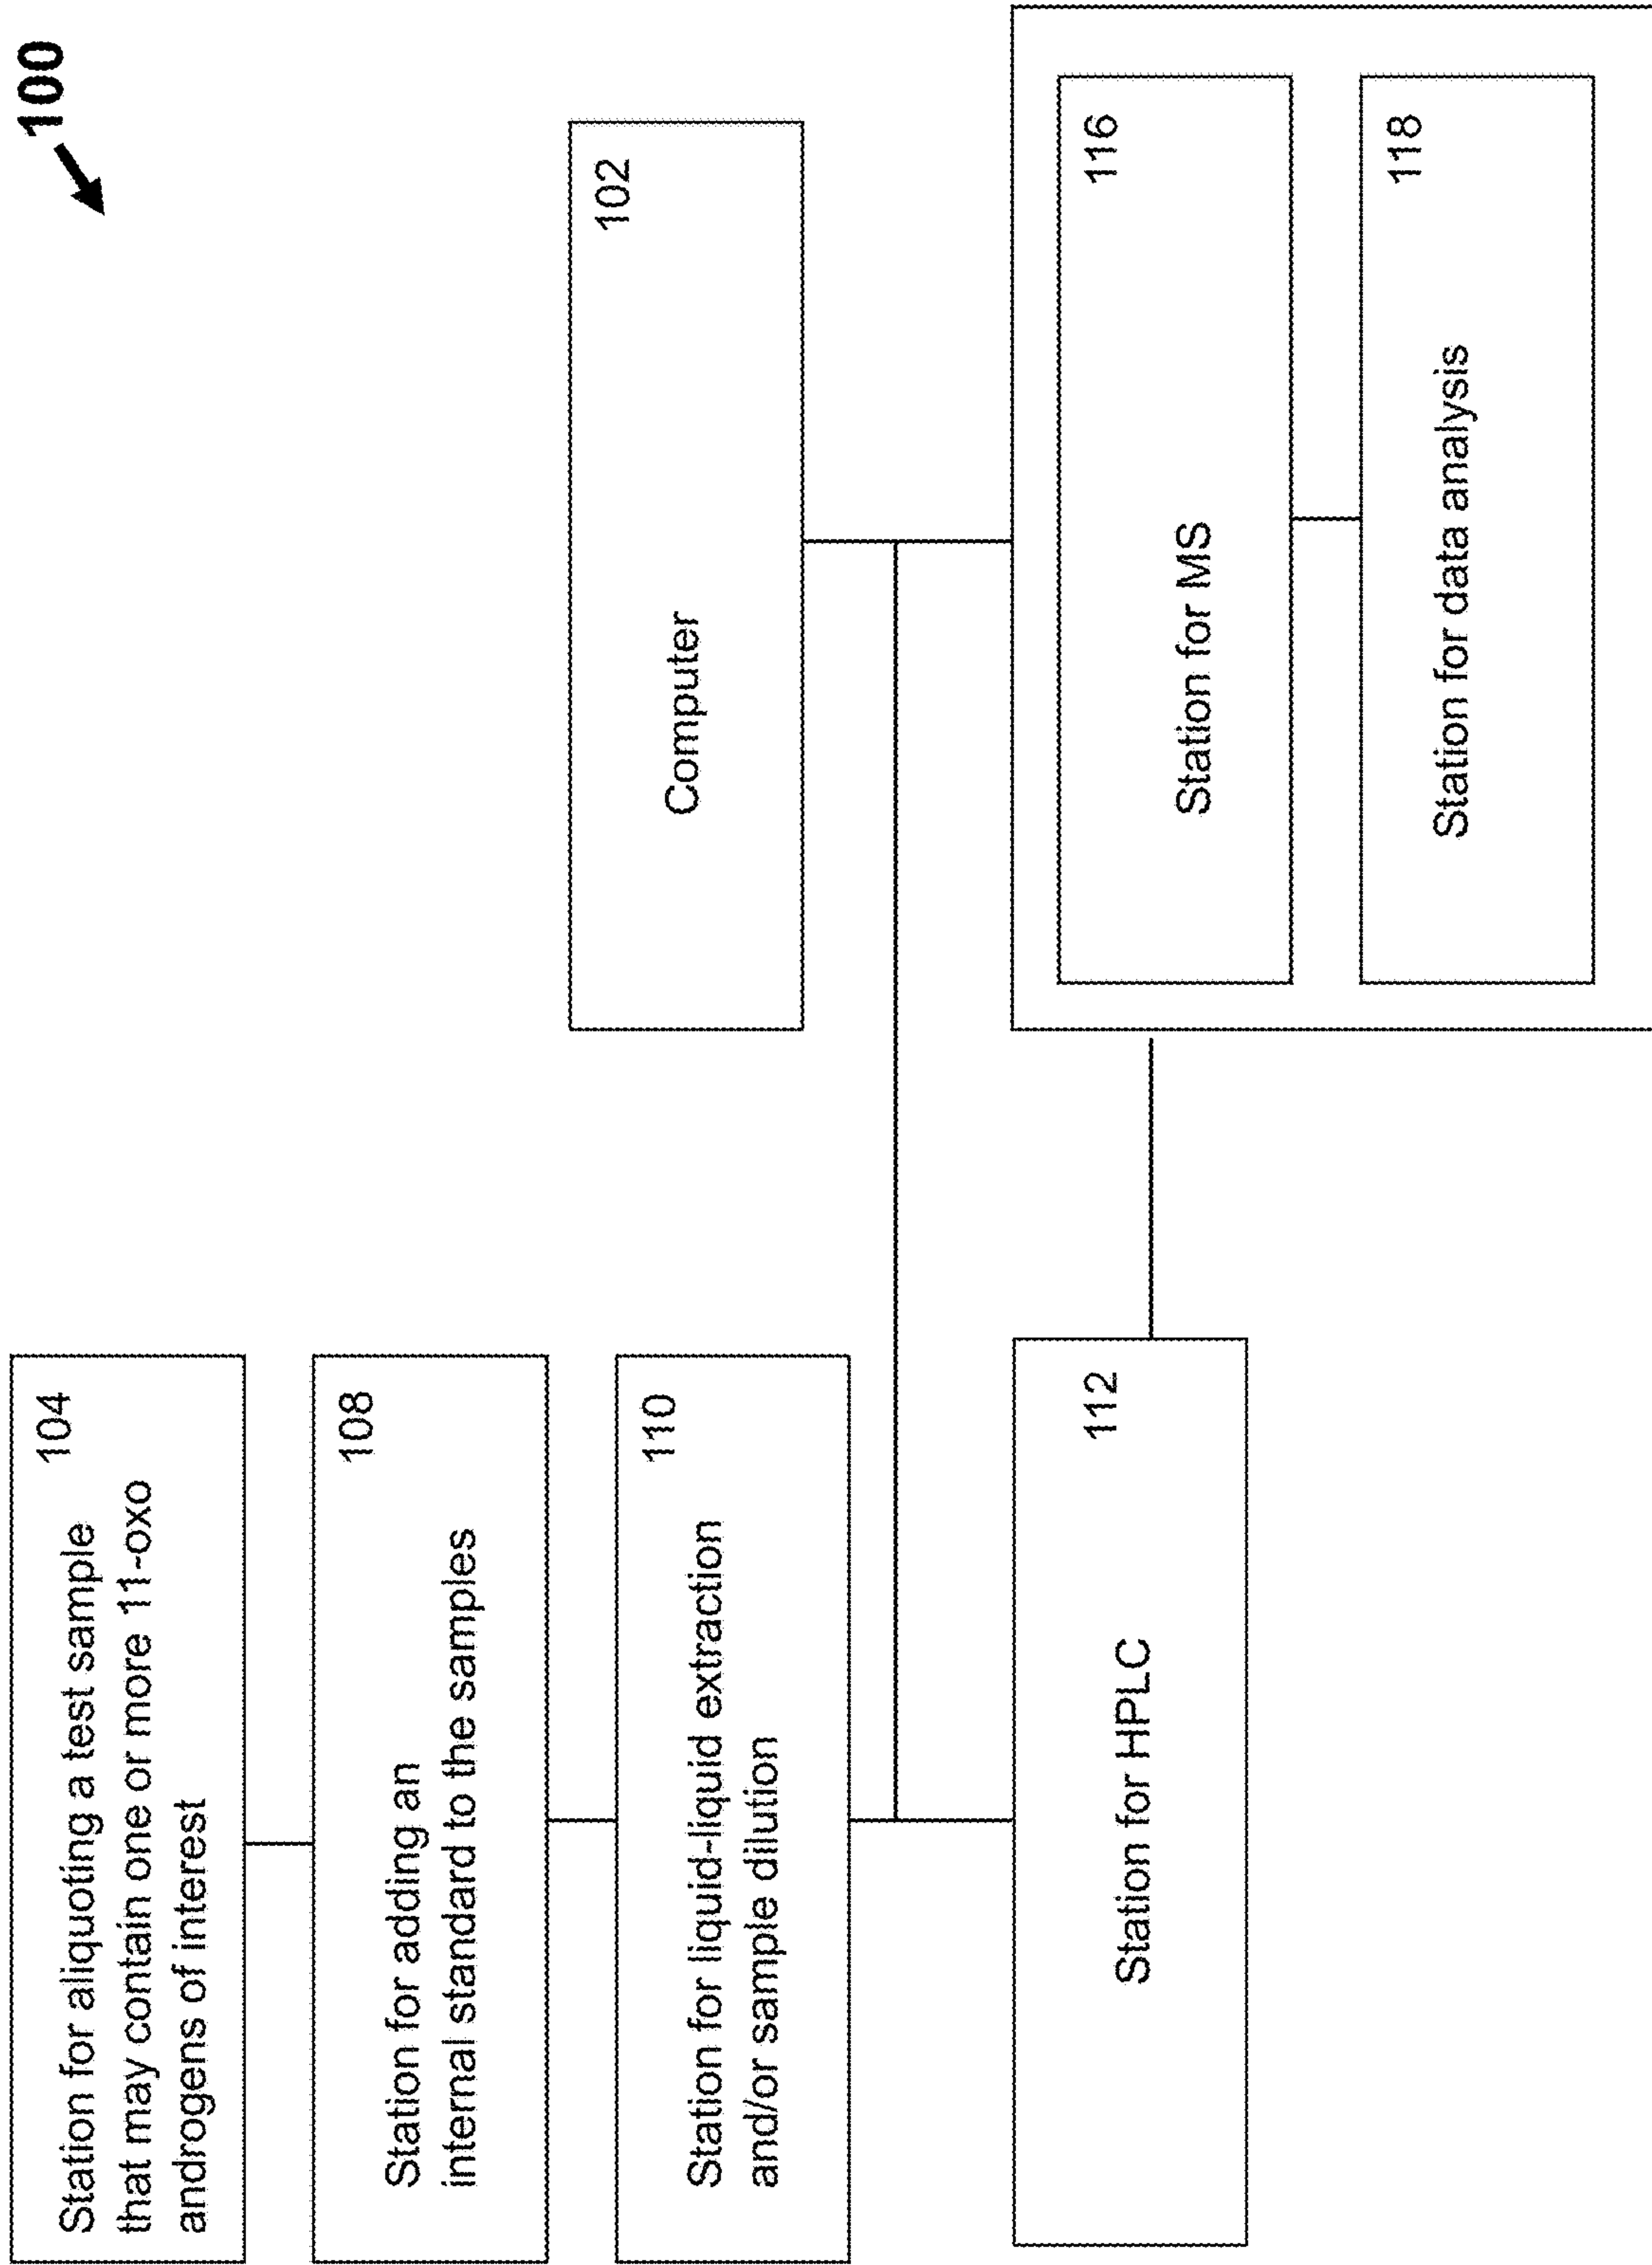 100
104
Station for aliquoting a test sample
that may contain one or more 11-oxo
androgens of interest
108
Station for adding an
internal standard to the samples
110
Station for liquid-liquid extraction
and/or sample dilution
112
Station for HPLC
102
Computer
116
Station for MS
118
Station for data analysis